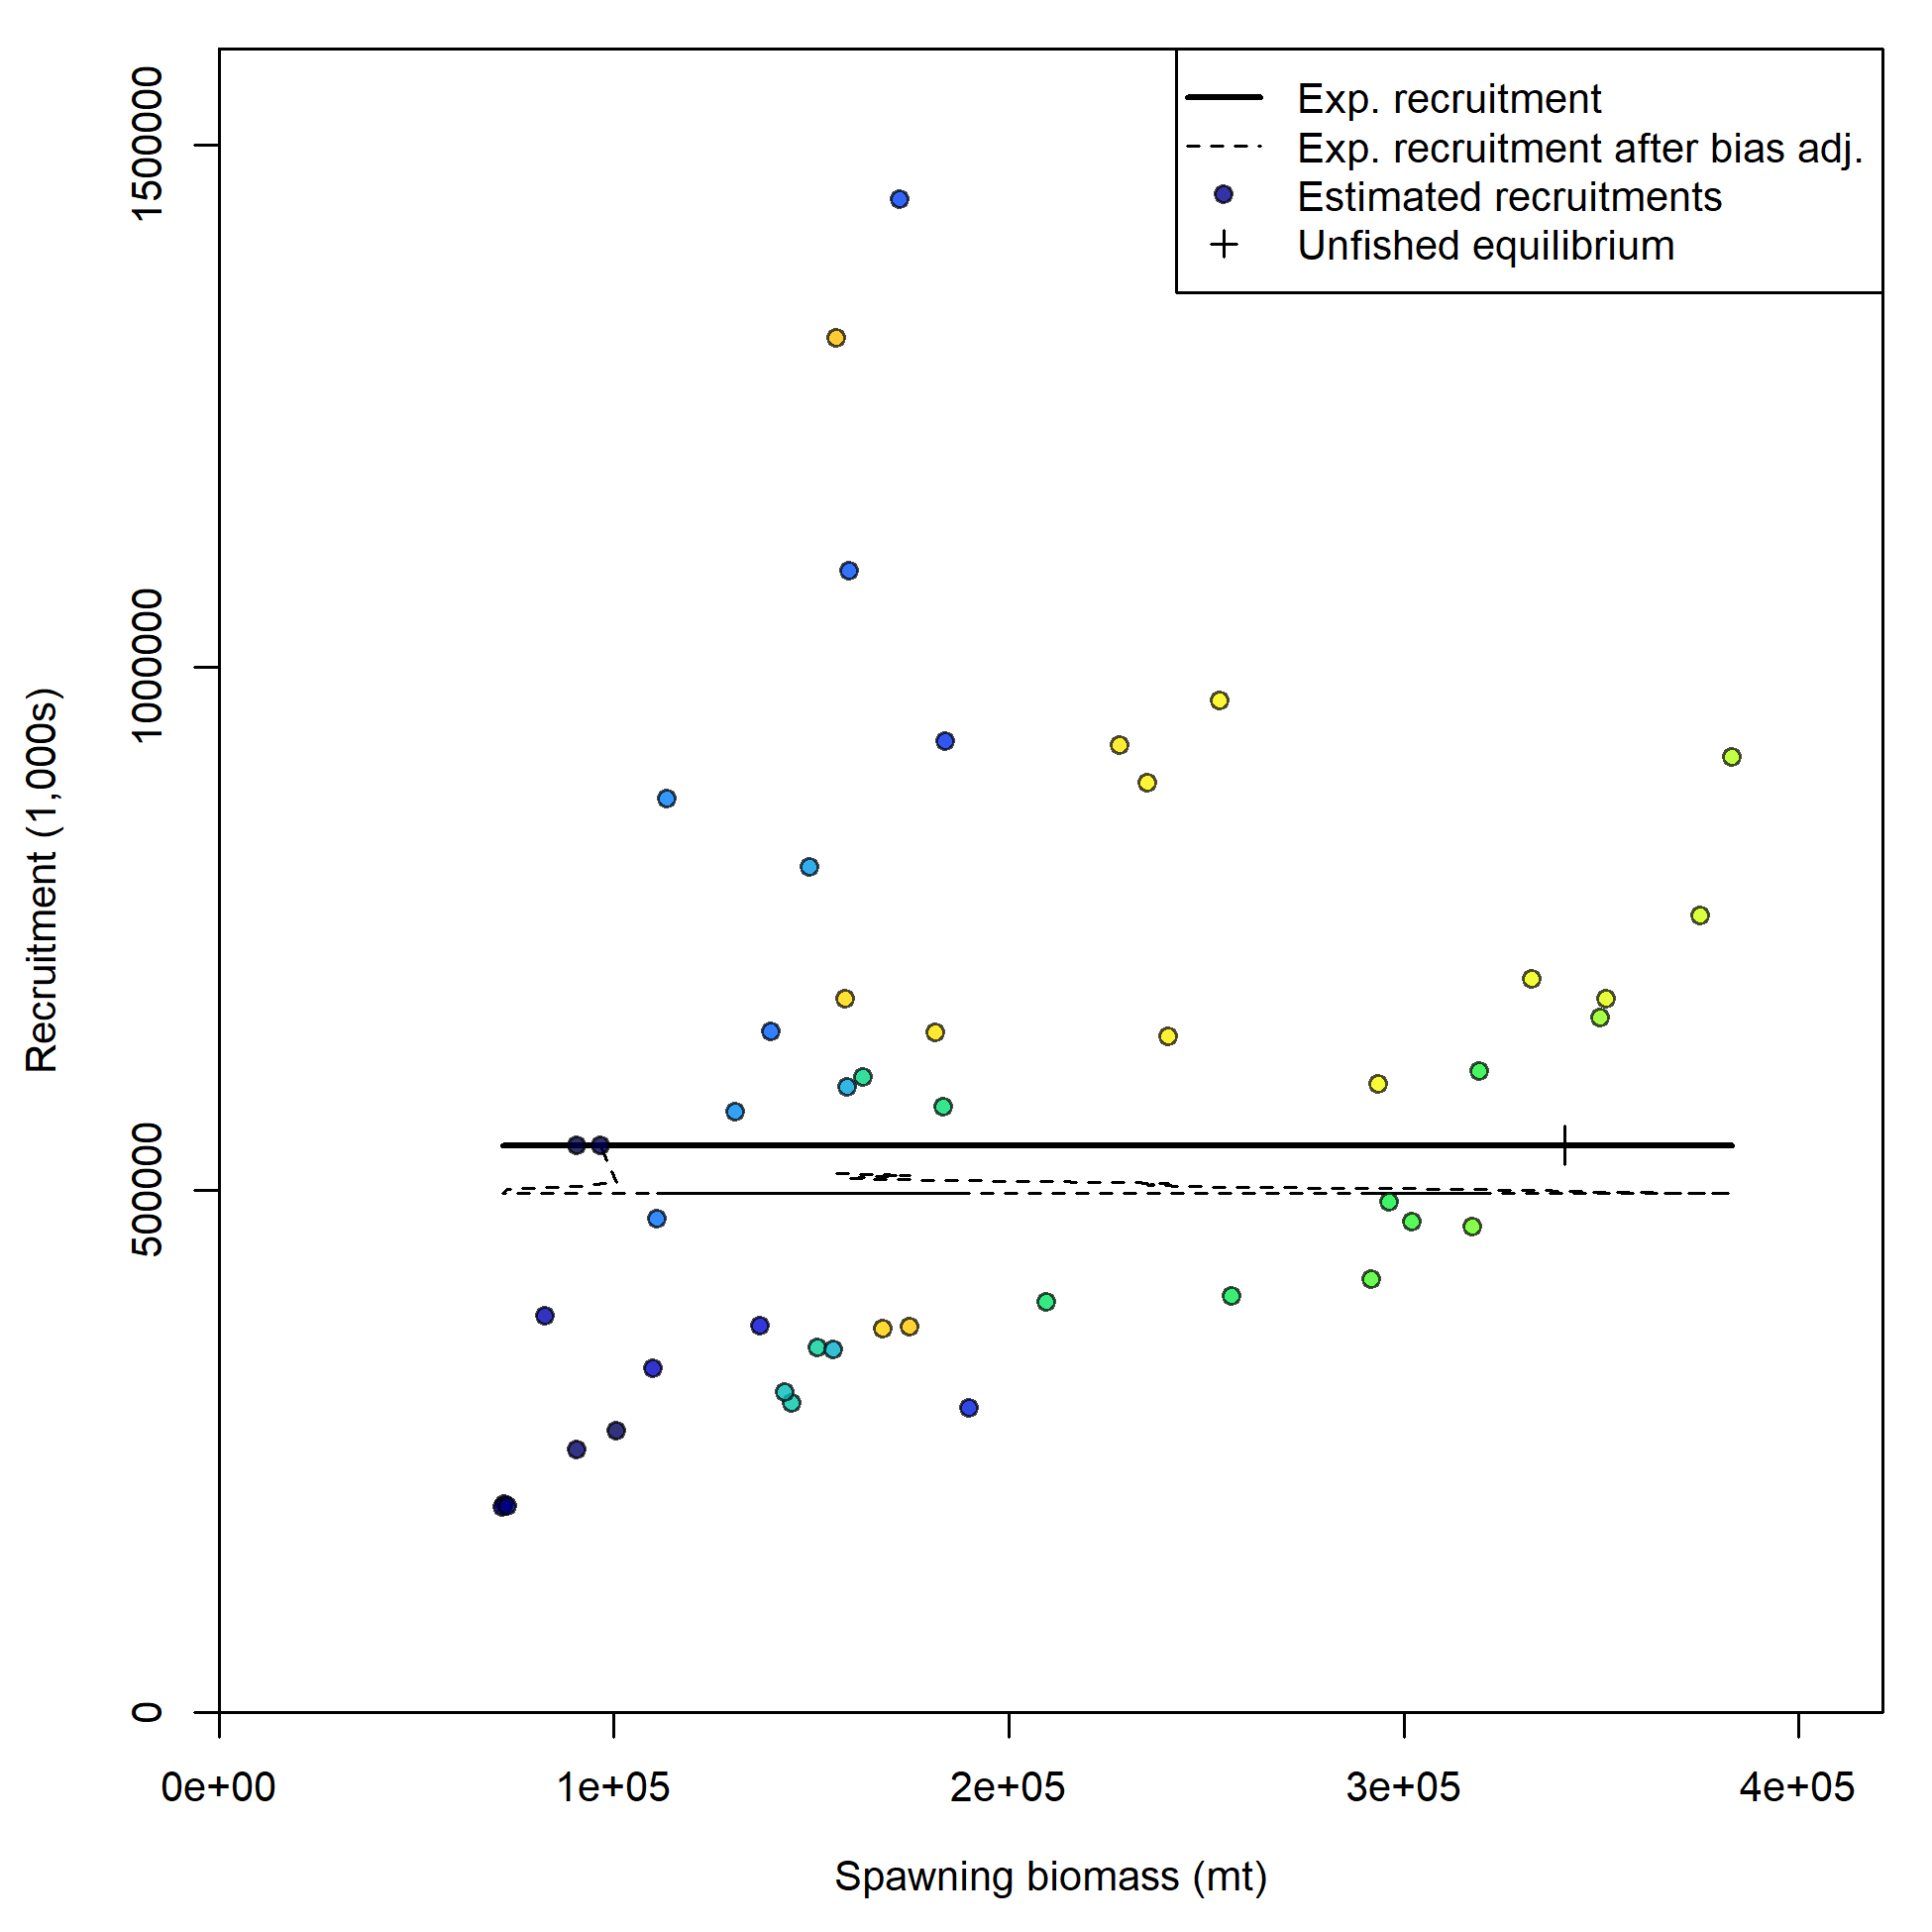 Exp. recruitment
Exp. recruitment after bias adj.
Estimated recruitments
Unfished equilibrium
1500000
1000000
500000
0
Recruitment (1,000s)
0e+00 1e+05 2e+05 3e+05 4e+05
Spawning biomass (mt)